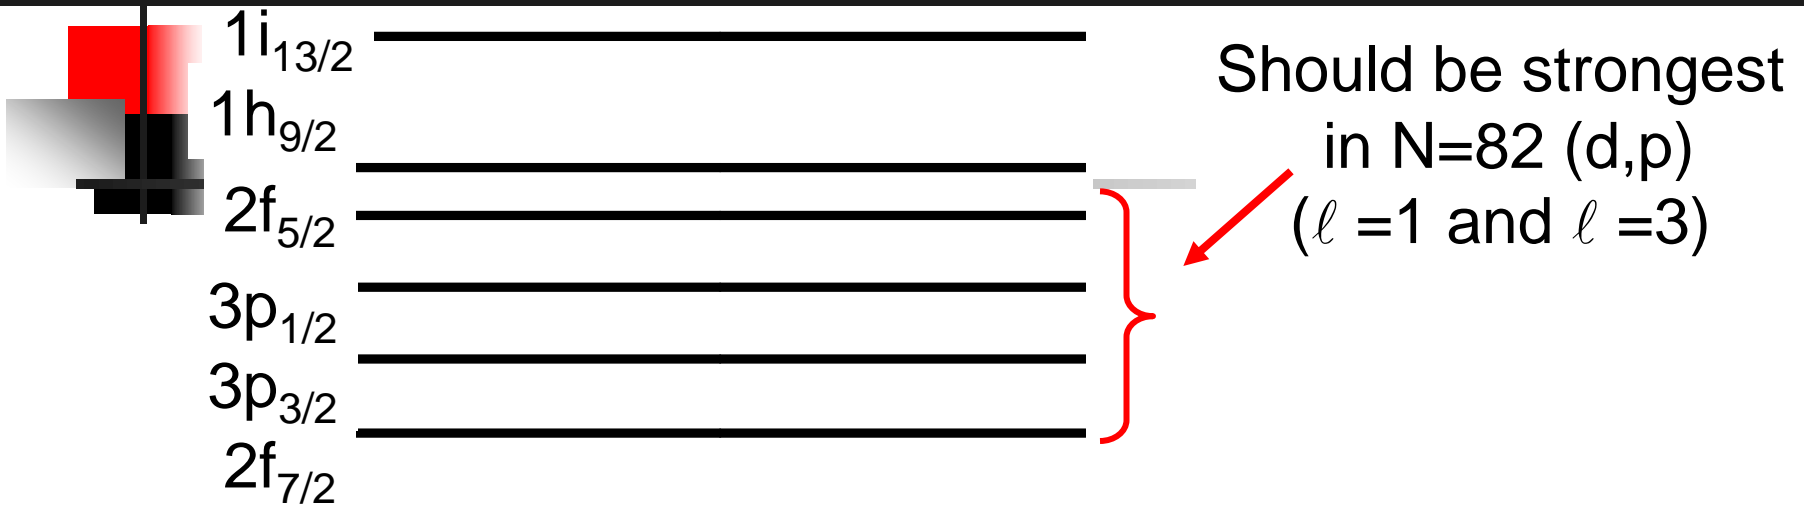 1i13/2
1h9/2
2f5/2
3p1/2
3p3/2
2f7/2
Should be strongest
in N=82 (d,p)
(ℓ =1 and ℓ =3)